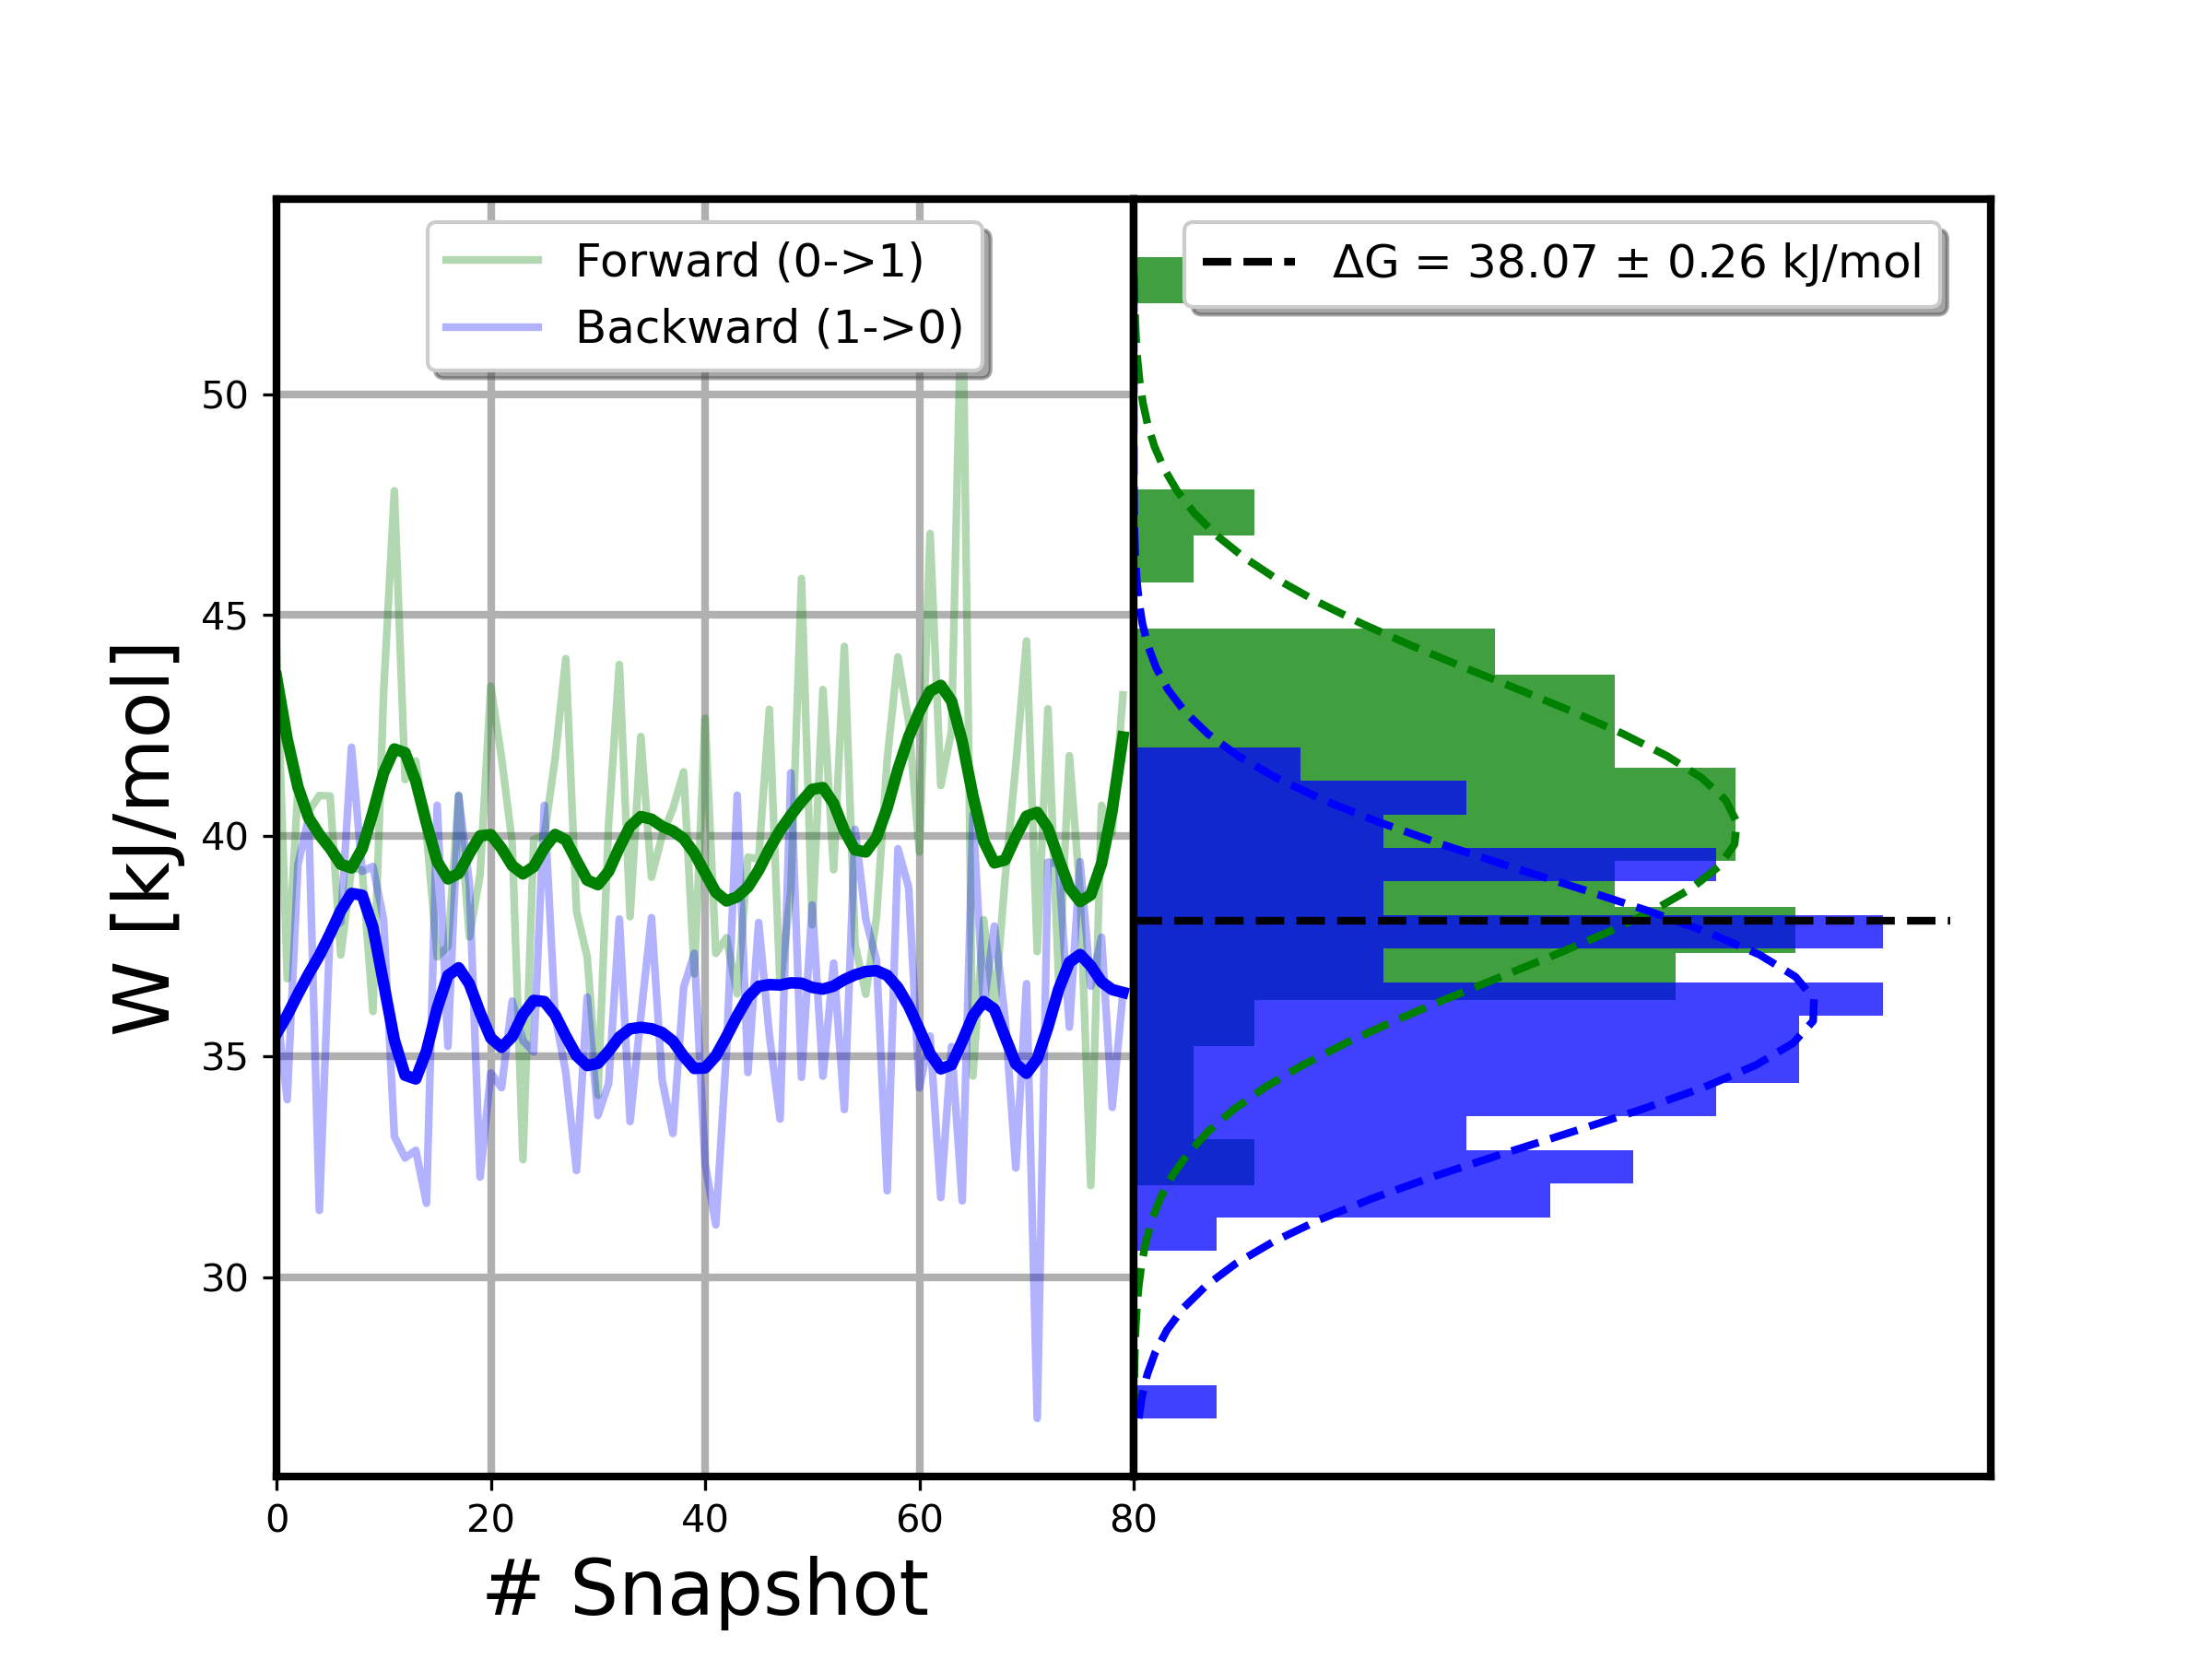 Forward (0->1)
Backward (1->0)
ΔG = 38.07 ± 0.26 kJ/mol
50
45
40
35
30
W [kJ/mol]
0 20 40 60 80
# Snapshot